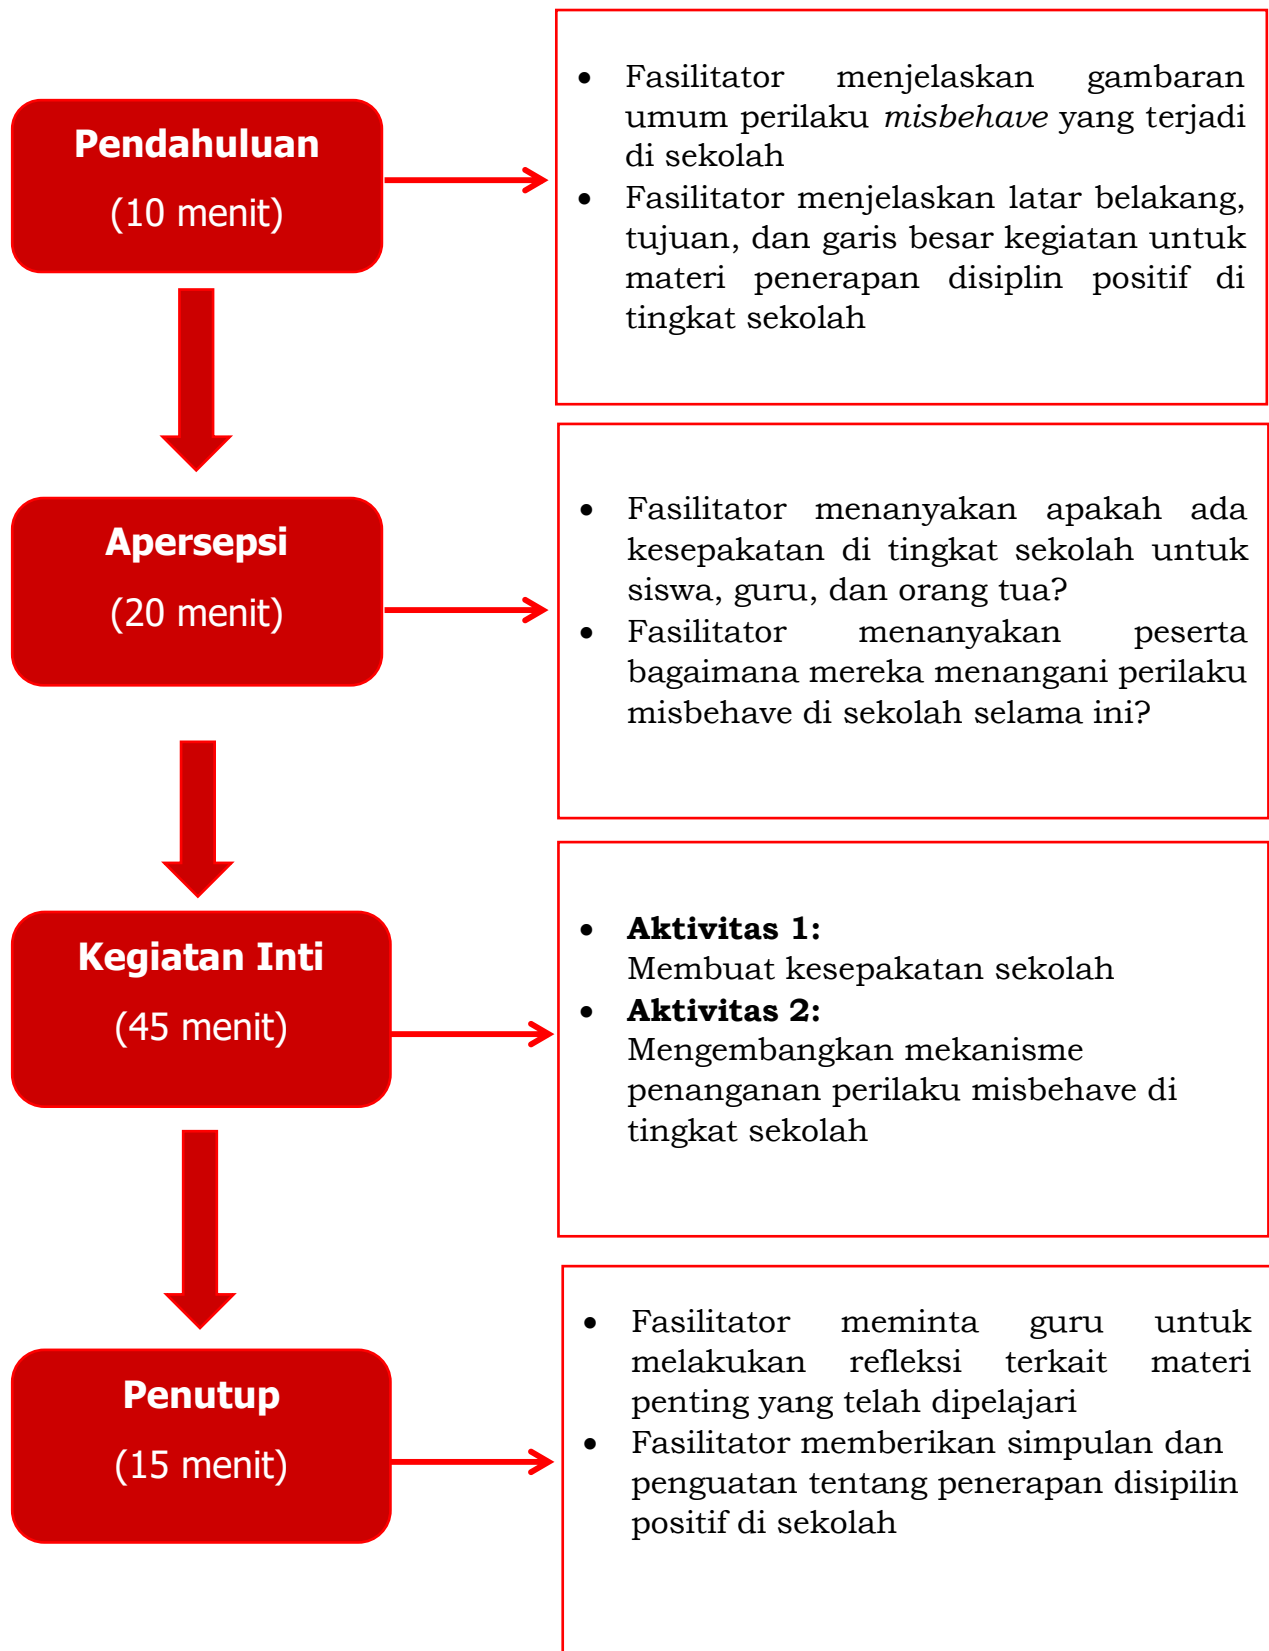 Pendahuluan
(10 menit)
• Fasilitator menjelaskan gambaran
umum perilaku misbehave yang terjadi
di sekolah
• Fasilitator menjelaskan latar belakang,
tujuan, dan garis besar kegiatan untuk
materi penerapan disiplin positif di
tingkat sekolah
Apersepsi
(20 menit)
• Fasilitator menanyakan apakah ada
kesepakatan di tingkat sekolah untuk
siswa, guru, dan orang tua?
• Fasilitator menanyakan peserta
bagaimana mereka menangani perilaku
misbehave di sekolah selama ini?
Kegiatan Inti
(45 menit)
• Aktivitas 1:
Membuat kesepakatan sekolah
• Aktivitas 2:
Mengembangkan mekanisme
penanganan perilaku misbehave di
tingkat sekolah
Penutup
(15 menit)
• Fasilitator meminta guru untuk
melakukan refleksi terkait materi
penting yang telah dipelajari
• Fasilitator memberikan simpulan dan
penguatan tentang penerapan disipilin
positif di sekolah